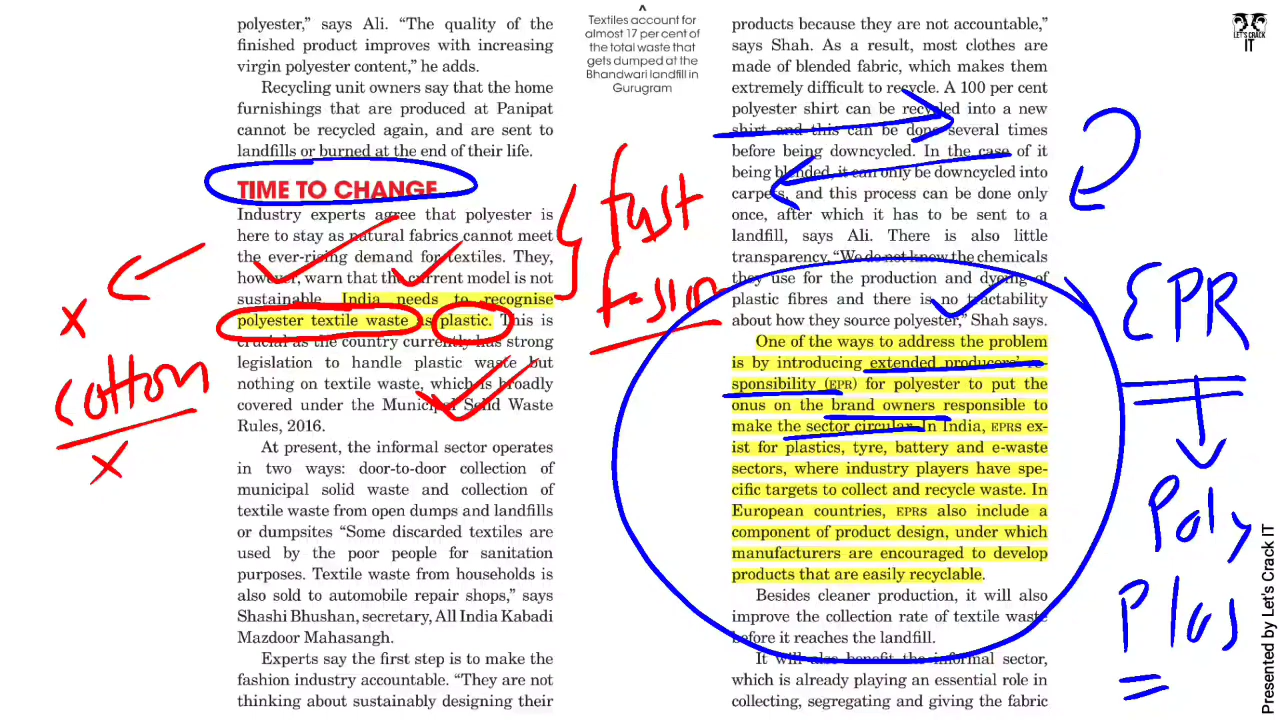 polyester,” says Ali. “The quality of the
finished product improves with increasing
virgin polyester content,” he adds.
Recycling unit owners say that the home
furnishings that are produced at Panipat
cannot be recycled again, and are sent to
landfills or burned at the end of their life.
TIME TO CHANGE
Industry experts agree that polyester is
here to stay as natural fabrics cannot meet
the ever-rising demand for textiles. They,
however, warn that the current model is not
sustainable. India needs to recognise
polyester textile waste as plastic. This is
crucial as the country currently has strong
legislation to handle plastic waste but
nothing on textile waste, which is broadly
covered under the Municipal Solid Waste
Rules, 2016.
At present, the informal sector operates
in two ways: door-to-door collection of
municipal solid waste and collection of
textile waste from open dumps and landfills
or dumpsites “Some discarded textiles are
used by the poor people for sanitation
purposes. Textile waste from households is
also sold to automobile repair shops,” says
Shashi Bhushan, secretary, All India Kabadi
Mazdoor Mahasangh.
Experts say the first step is to make the
fashion industry accountable. “They are not
thinking about sustainably designing their
x
cotton
x
Textiles account for
almost 17 per cent of
the total waste that
gets dumped at the
Bhandwari landfill in
Gurugram
fast
fasion
products because they are not accountable,”
says Shah. As a result, most clothes are
made of blended fabric, which makes them
extremely difficult to recycle. A 100 per cent
polyester shirt can be recycled into a new
shirt and this can be done several times
before being downcycled. In the case of it
being blended, it can only be downcycled into
carpets, and this process can be done only
once, after which it has to be sent to a
landfill, says Ali. There is also little
transparency. “We do not know the chemicals
they use for the production and dyeing of
plastic fibres and there is no tractability
about how they source polyester,” Shah says.
One of the ways to address the problem
is by introducing extended producers’ re-
sponsibility (EPR) for polyester to put the
onus on the brand owners responsible to
make the sector circular. In India, EPRS ex-
ist for plastics, tyre, battery and e-waste
sectors, where industry players have spe-
cific targets to collect and recycle waste. In
European countries, EPRS also include a
component of product design, under which
manufacturers are encouraged to develop
products that are easily recyclable.
Besides cleaner production, it will also
improve the collection rate of textile waste
before it reaches the landfill.
It will also benefit the informal sector,
which is already playing an essential role in
collecting, segregating and giving the fabric
LET'S CRACK
IT
EPR
Poly
Plas
Presented by Let's Crack IT